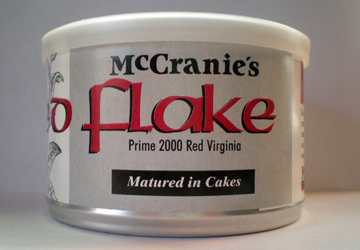 McCranie's
flake
Prime 2000 Red Virginia
Matured in Cakes